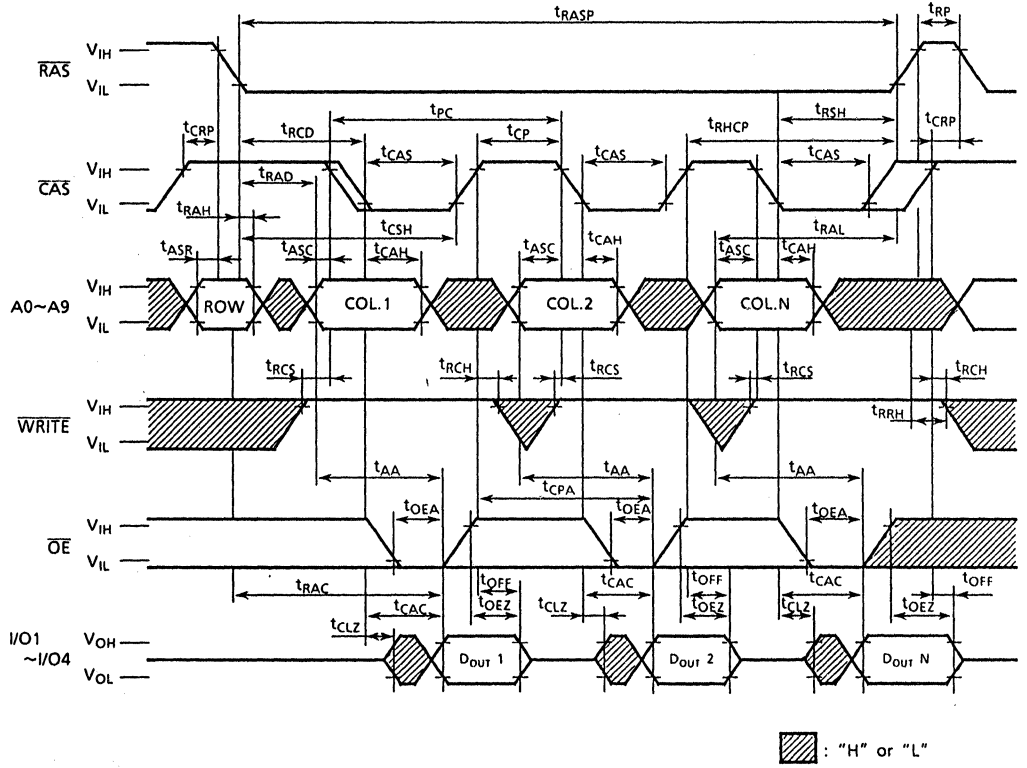 tRASP tRP
VIH
RAS
VIL
tPC tRSH
tCRP tRCD tCP tRHCP tCRP
tCAS tCAS tCAS
VIH
CAS tRAD
VIL
tRAH tCSH tRAL
tASR tASC tCAH tASC tCAH tASC tCAH
VIH
A0~A9 ROW COL.1 COL.2 COL.N
VIL
tRCS tRCH tRCS tRCS tRCH
VIH
WRITE tRRH
VIL
tAA tAA tAA
tCPA
tOEA tOEA tOEA
VIH
OE
VIL
tRAC tOFF tCAC tOFF tCAC tOFF
tCAC tOEZ tCLZ tOEZ tCLZ tOEZ
tCLZ
I/O1 VOH
~I/O4 DOUT 1 DOUT 2 DOUT N
VOL
: "H" or "L"